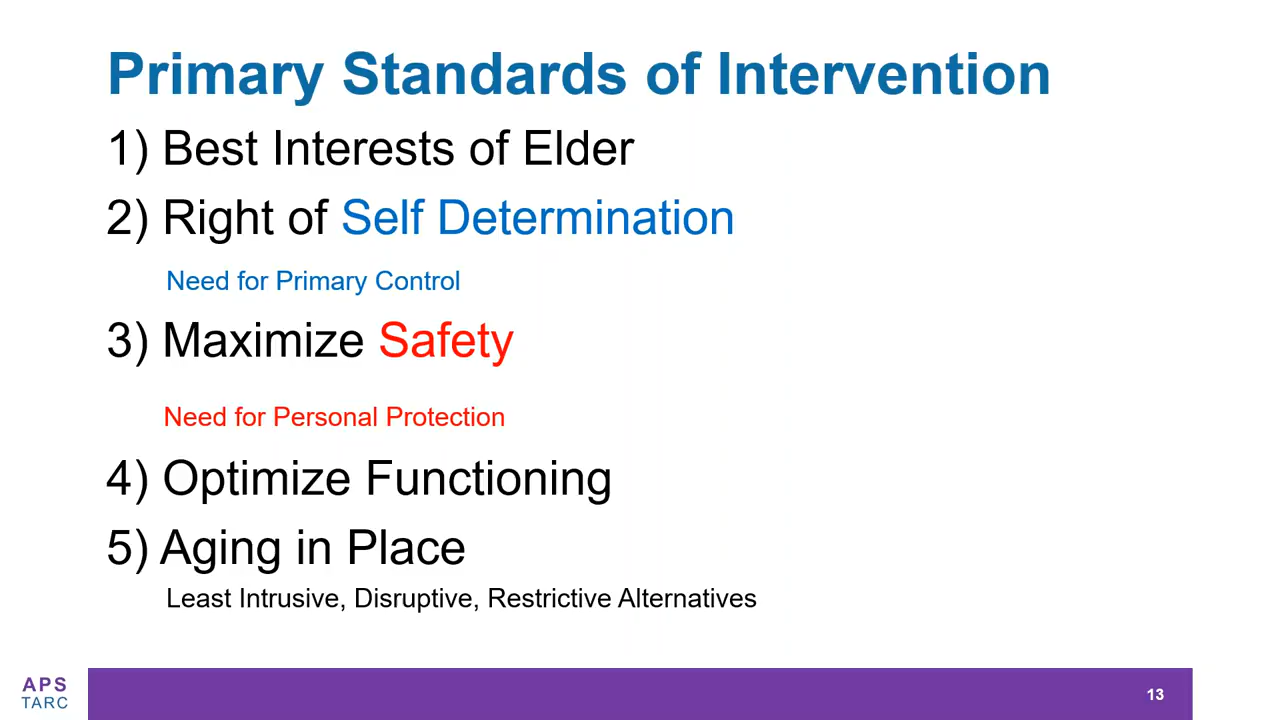 Primary Standards of Intervention
1) Best Interests of Elder
2) Right of Self Determination
Need for Primary Control
3) Maximize Safety
Need for Personal Protection
4) Optimize Functioning
5) Aging in Place
Least Intrusive, Disruptive, Restrictive Alternatives
APS
TARC
13